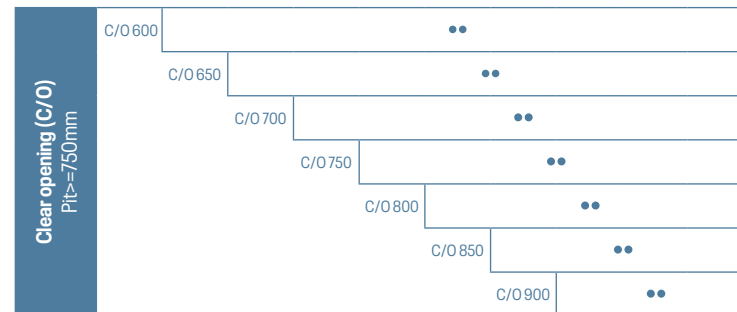 Clear opening (C/O)
Pit>=750mm
C/O 600
●●
C/O 650
●●
C/O 700
●●
C/O 750
●●
C/O 800
●●
C/O 850
●●
C/O 900
●●